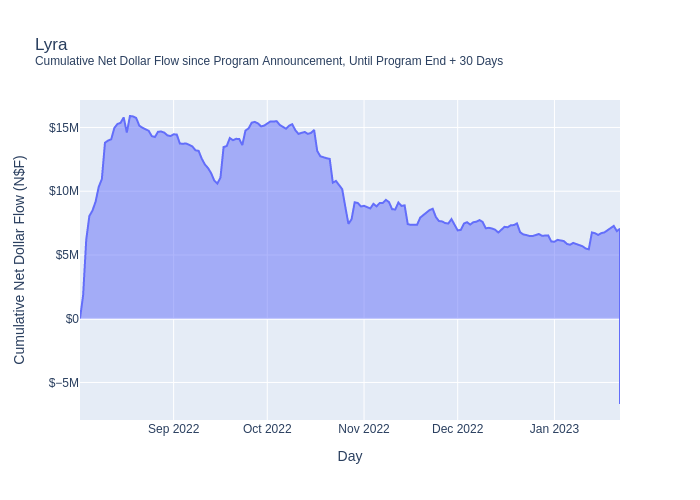 Lyra
Cumulative Net Dollar Flow since Program Announcement, Until Program End + 30 Days
Cumulative Net Dollar Flow (N$F)
$15M
$10M
$5M
$0
$−5M
Sep 2022
Oct 2022
Nov 2022
Dec 2022
Jan 2023
Day